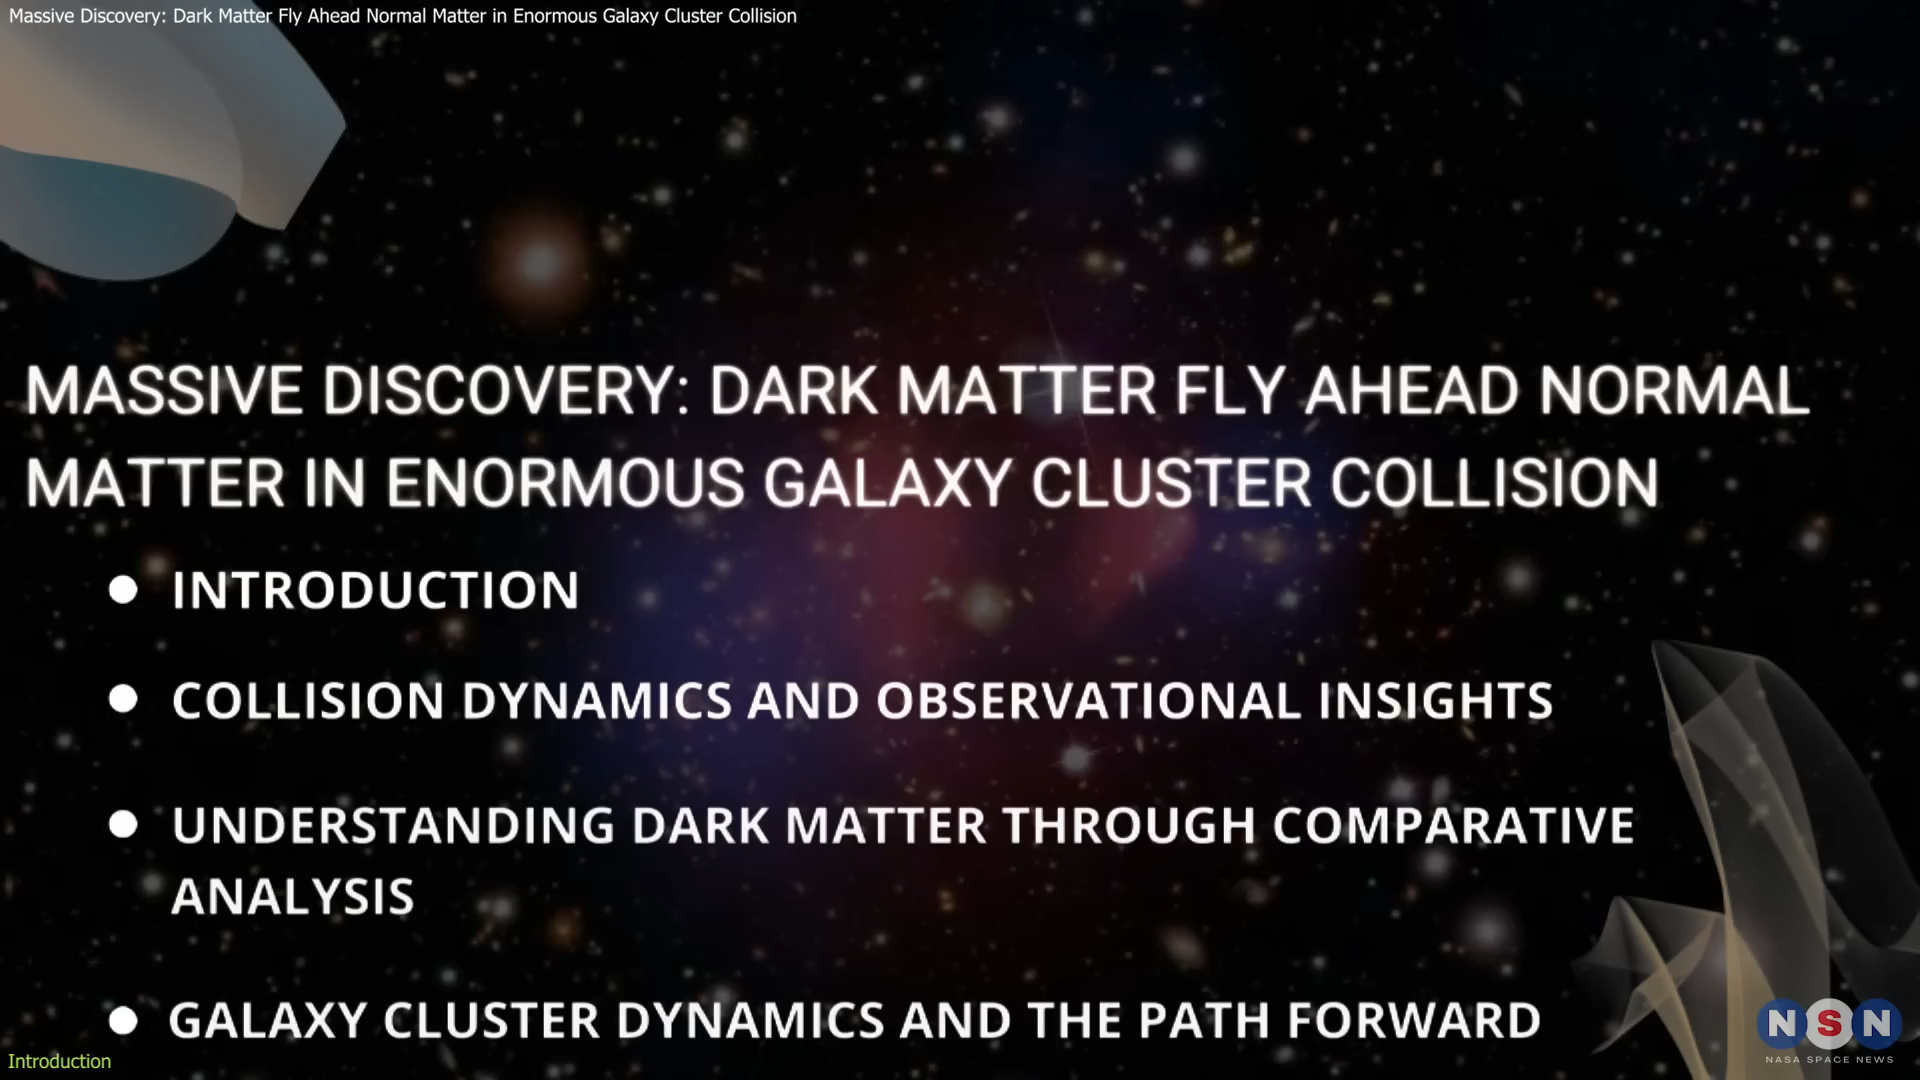 Massive Discovery: Dark Matter Fly Ahead Normal Matter in Enormous Galaxy Cluster Collision
MASSIVE DISCOVERY: DARK MATTER FLY AHEAD NORMAL
MATTER IN ENORMOUS GALAXY CLUSTER COLLISION
● INTRODUCTION
● COLLISION DYNAMICS AND OBSERVATIONAL INSIGHTS
● UNDERSTANDING DARK MATTER THROUGH COMPARATIVE
ANALYSIS
● GALAXY CLUSTER DYNAMICS AND THE PATH FORWARD
Introduction
NSN
NASA SPACE NEWS